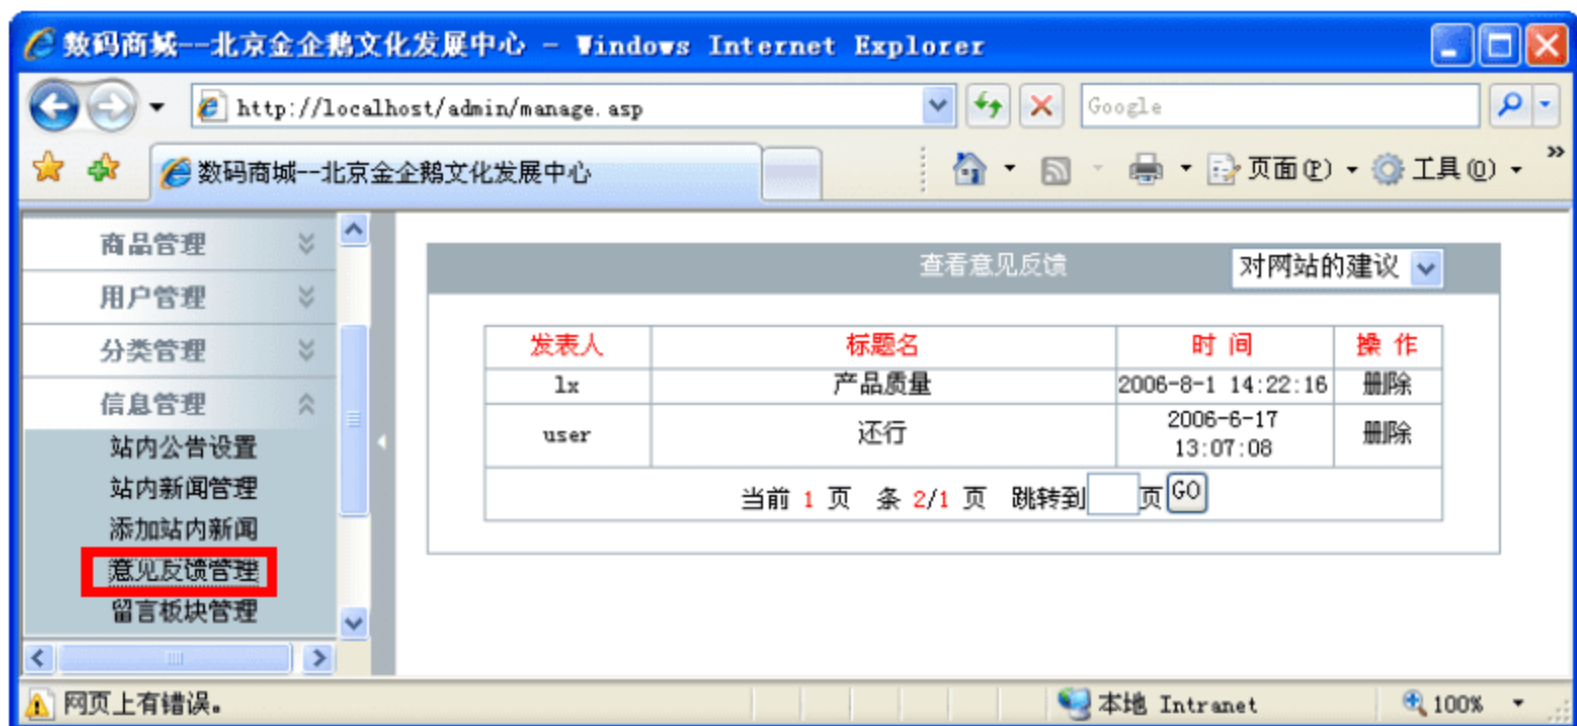 数码商城--北京金企鹅文化发展中心 - Windows Internet Explorer
http://localhost/admin/manage.asp
Google
数码商城--北京金企鹅文化发展中心
页面(P)
工具(O)
商品管理
用户管理
分类管理
信息管理
站内公告设置
站内新闻管理
添加站内新闻
意见反馈管理
留言板块管理
查看意见反馈
对网站的建议
发表人 标题名 时 间 操 作
lx 产品质量 2006-8-1 14:22:16 删除
user 还行 2006-6-17 13:07:08 删除
当前 1 页 条 2/1 页 跳转到 页 GO
网页上有错误。
本地 Intranet
100%